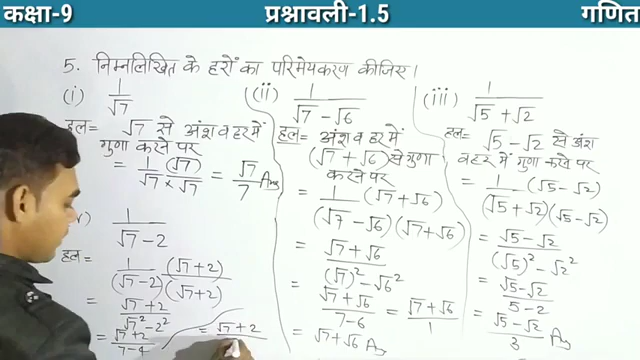 कक्षा-9 प्रश्नावली-1.5 गणित
5. निम्नलिखित के हरों का परिमेयकरण कीजिए।
(i) 1/√7
हल= √7 से अंश व हर में
गुणा करने पर
= 1(√7)/√7×√7 = √7/7 Ans
1/√7-2
हल=
1(√7+2)/(√7-2)(√7+2)
= √7+2/√7²-2²
= √7+2/7-4 = √7+2
(ii) 1/√7-√6
हल= अंश व हर में
(√7+√6) से गुणा
करने पर
= 1(√7+√6)/(√7-√6)(√7+√6)
= √7+√6/(√7)²-√6²
= √7+√6/7-6 = √7+√6/1
= √7+√6 Ans
(iii) 1/√5+√2
हल= √5-√2 से अंश
व हर में गुणा करने पर
= 1(√5-√2)/(√5+√2)(√5-√2)
= √5-√2/(√5)²-√2²
= √5-√2/5-2
= √5-√2/3 Ans